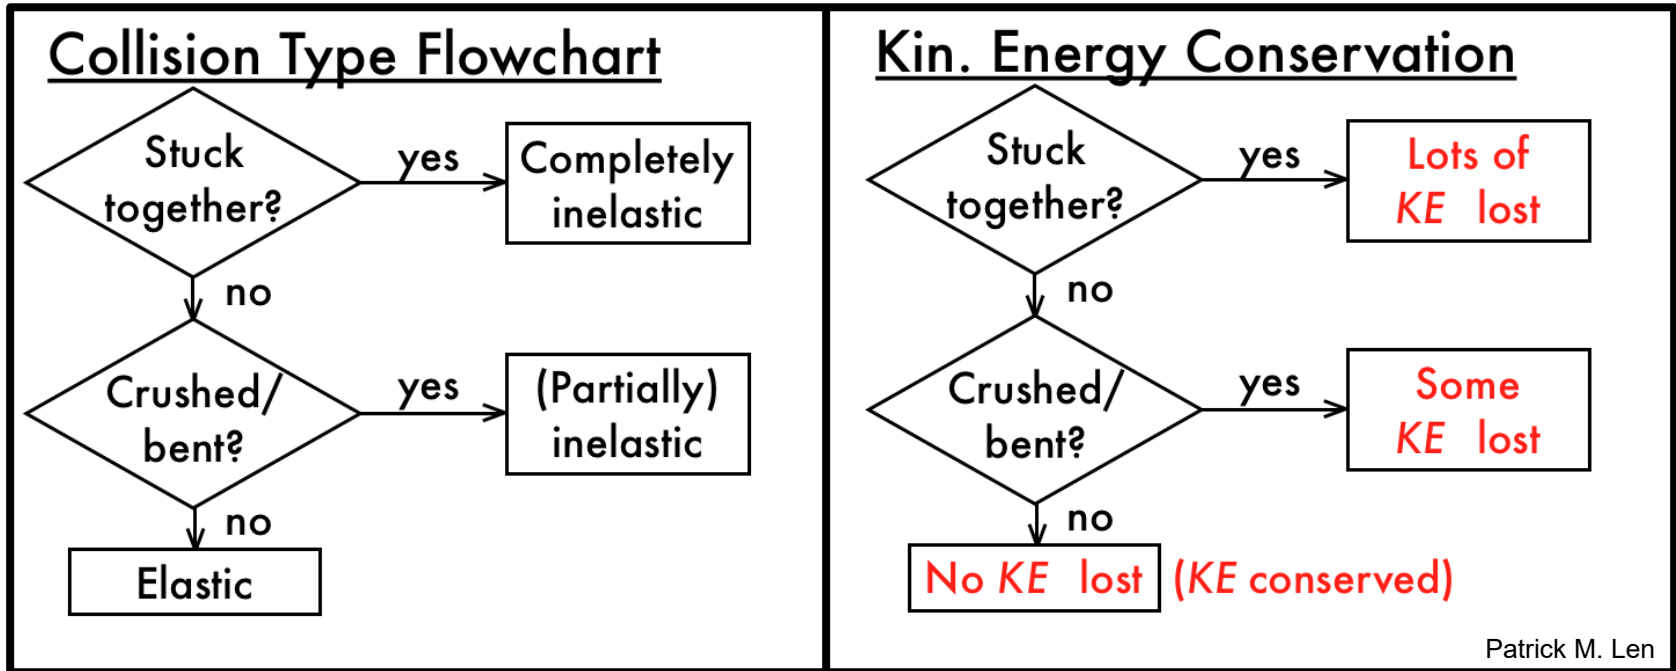 Collision Type Flowchart
Stuck
together?
yes
Completely
inelastic
no
Crushed/
bent?
yes
(Partially)
inelastic
no
Elastic
Kin. Energy Conservation
Stuck
together?
yes
Lots of
KE lost
no
Crushed/
bent?
yes
Some
KE lost
no
No KE lost (KE conserved)
Patrick M. Len